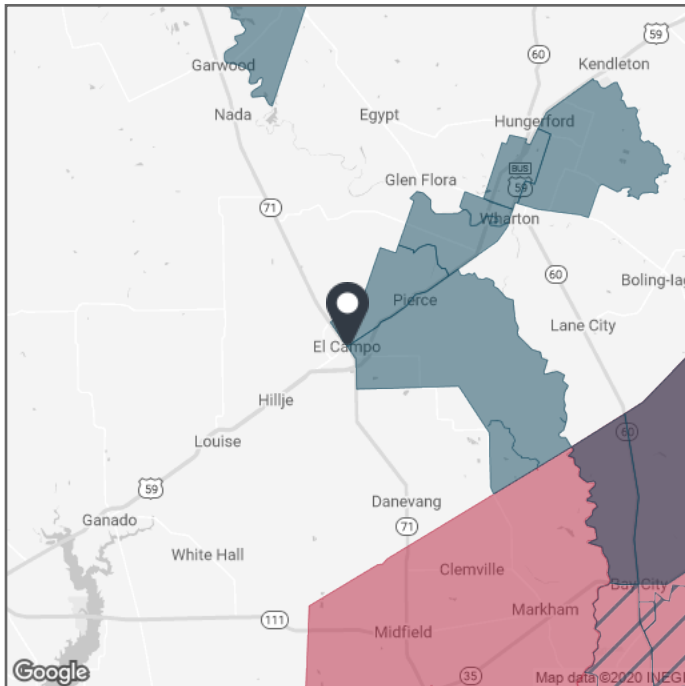 59
60
Kendleton
Garwood
Nada
Egypt
Hungerford
BUS
59
Glen Flora
71
Wharton
60
Boling-Iag
Pierce
Lane City
El Campo
Hillje
60
Louise
59
Danevang
Ganado
71
White Hall
Clemville
Bay City
Markham
111
Midfield
35
Google
Map data ©2020 INEGI